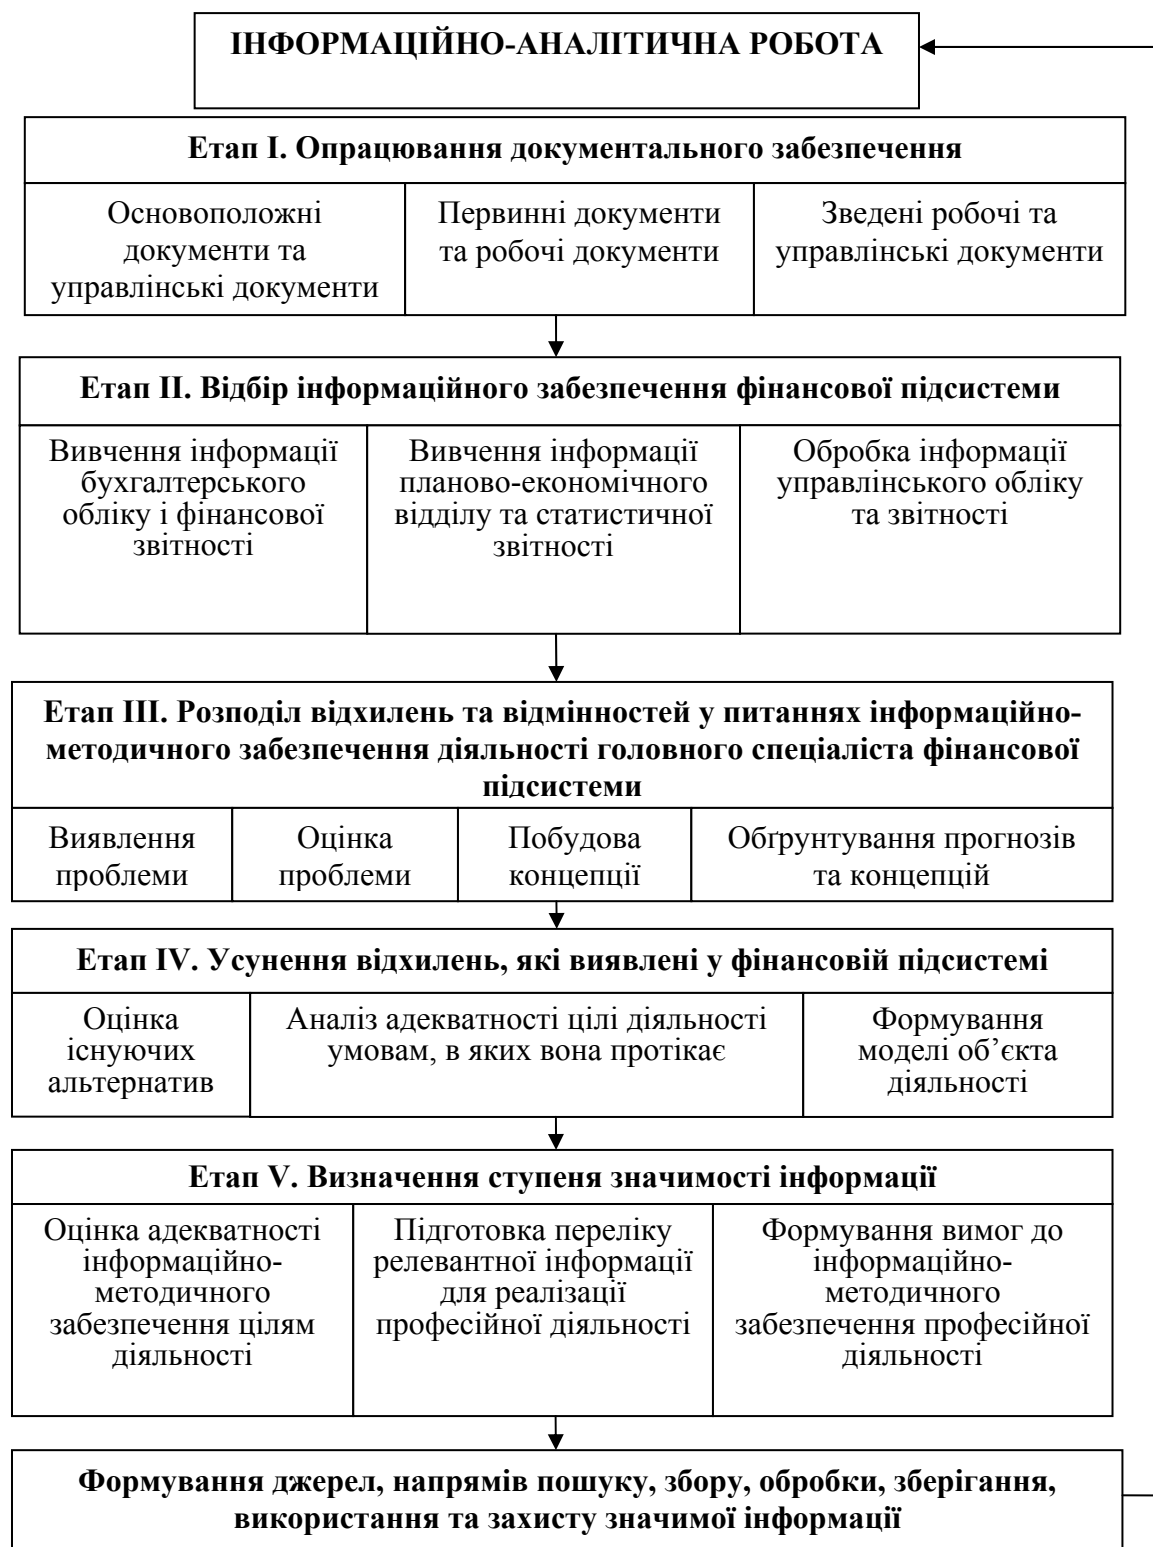 ІНФОРМАЦІЙНО-АНАЛІТИЧНА РОБОТА
Етап I. Опрацювання документального забезпечення
Основоположні
документи та
управлінські документи
Первинні документи
та робочі документи
Зведені робочі та
управлінські документи
Етап II. Відбір інформаційного забезпечення фінансової підсистеми
Вивчення інформації
бухгалтерського
обліку і фінансової
звітності
Вивчення інформації
планово-економічного
відділу та статистичної
звітності
Обробка інформації
управлінського обліку
та звітності
Етап III. Розподіл відхилень та відмінностей у питаннях інформаційно-
методичного забезпечення діяльності головного спеціаліста фінансової
підсистеми
Виявлення
проблеми
Оцінка
проблеми
Побудова
концепції
Обґрунтування прогнозів
та концепцій
Етап IV. Усунення відхилень, які виявлені у фінансовій підсистемі
Оцінка
існуючих
альтернатив
Аналіз адекватності цілі діяльності
умовам, в яких вона протікає
Формування
моделі об’єкта
діяльності
Етап V. Визначення ступеня значимості інформації
Оцінка адекватності
інформаційно-
методичного
забезпечення цілям
діяльності
Підготовка переліку
релевантної інформації
для реалізації
професійної діяльності
Формування вимог до
інформаційно-
методичного
забезпечення професійної
діяльності
Формування джерел, напрямів пошуку, збору, обробки, зберігання,
використання та захисту значимої інформації